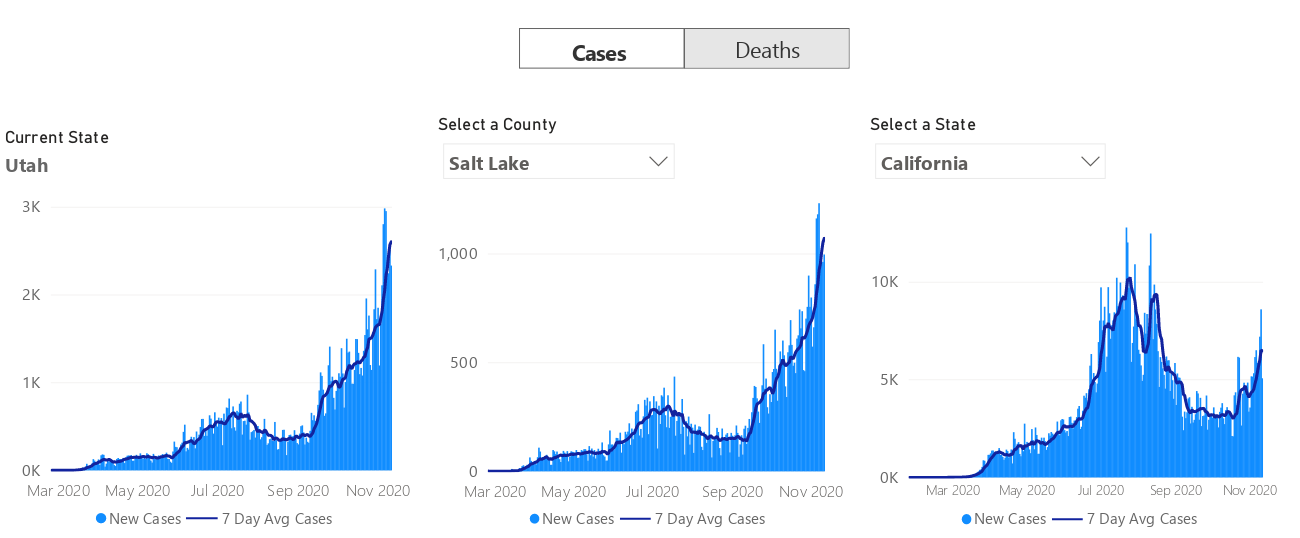 Cases Deaths
Current State
Utah
3K
2K
1K
0K
Mar 2020 May 2020 Jul 2020 Sep 2020 Nov 2020
New Cases 7 Day Avg Cases
Select a County
Salt Lake
1,000
500
0
Mar 2020 May 2020 Jul 2020 Sep 2020 Nov 2020
New Cases 7 Day Avg Cases
Select a State
California
10K
5K
0K
Mar 2020 May 2020 Jul 2020 Sep 2020 Nov 2020
New Cases 7 Day Avg Cases